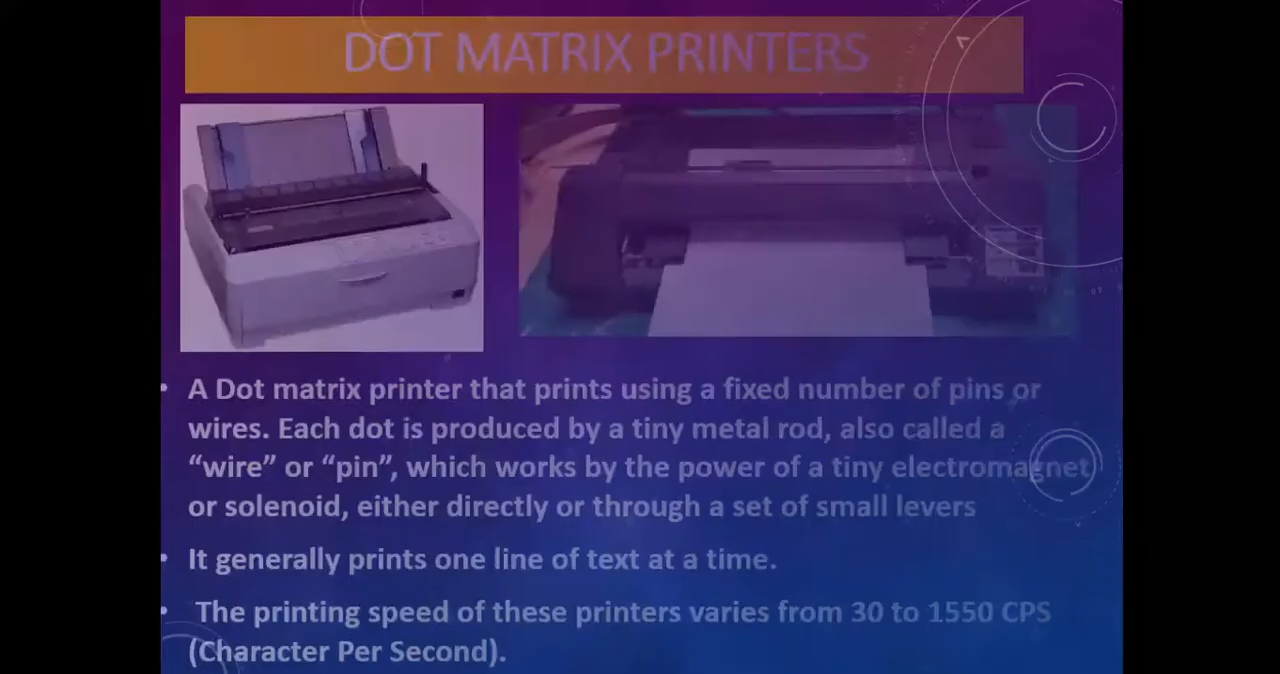 DOT MATRIX PRINTERS
• A Dot matrix printer that prints using a fixed number of pins or
wires. Each dot is produced by a tiny metal rod, also called a
“wire” or “pin”, which works by the power of a tiny electromagnet
or solenoid, either directly or through a set of small levers
• It generally prints one line of text at a time.
• The printing speed of these printers varies from 30 to 1550 CPS
(Character Per Second).